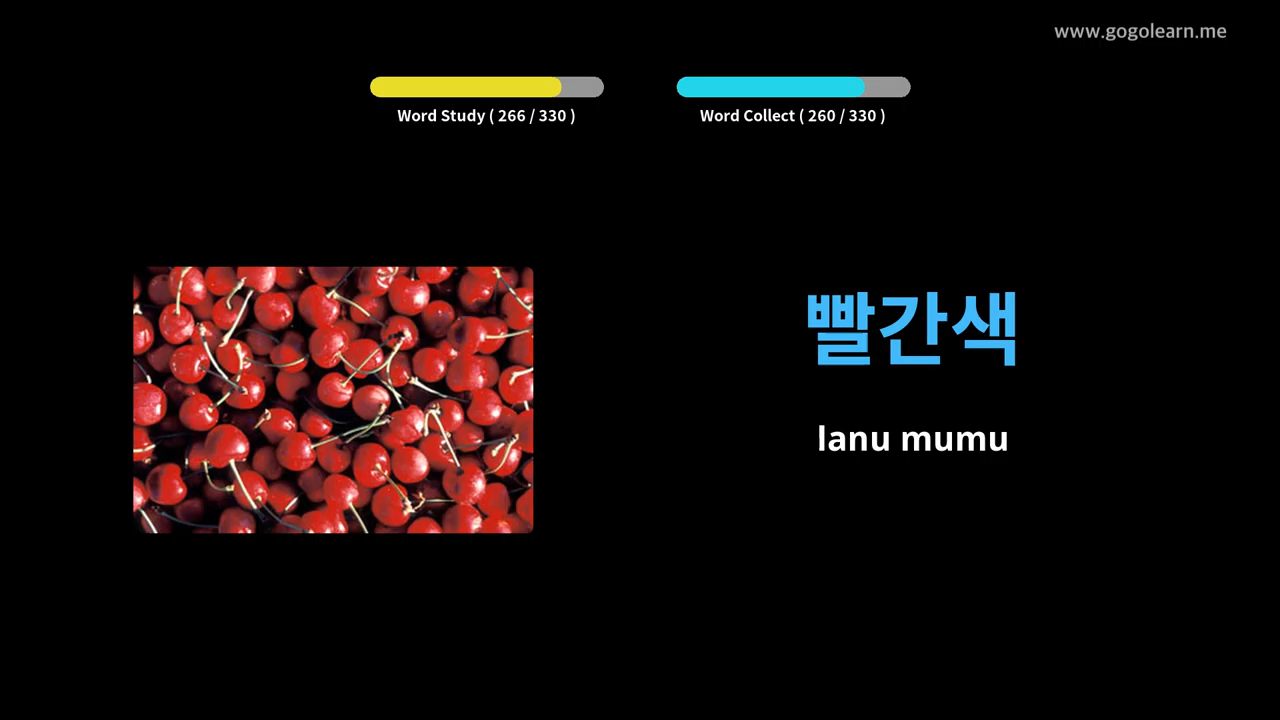 www.gogolearn.me
Word Study ( 266 / 330 )
Word Collect ( 260 / 330 )
빨간색
lanu mumu